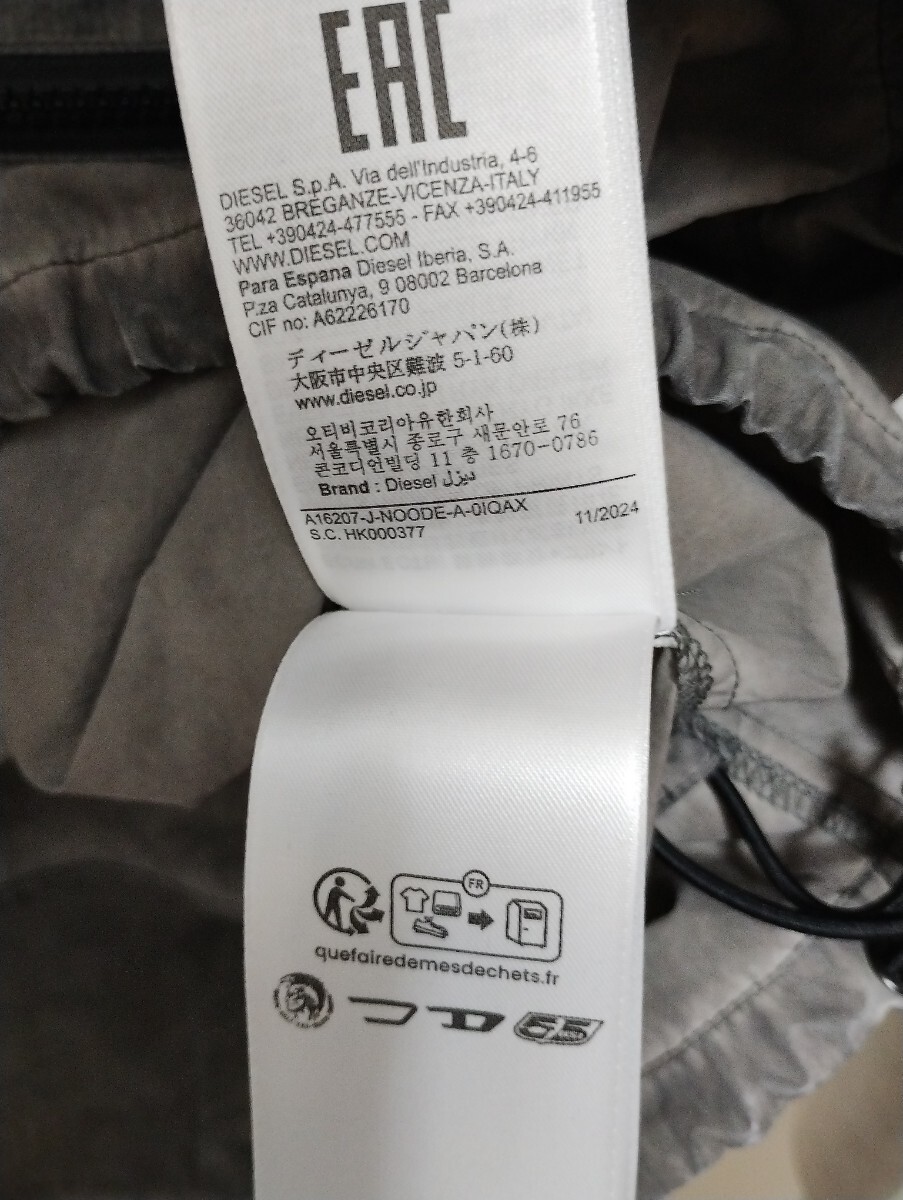 EAC
DIESEL S.p.A. Via dell'Industria, 4-6
36042 BREGANZE-VICENZA-ITALY
TEL +390424-477555 - FAX +390424-411955
WWW.DIESEL.COM
Para Espana Diesel Iberia, S.A.
P.za Catalunya, 9 08002 Barcelona
CIF no: A62226170
ディーゼルジャパン(株)
大阪市中央区難波 5-1-60
www.diesel.co.jp
오티비코리아유한회사
서울특별시 종로구 새문안로 76
콘코디언빌딩 11 층 1670-0786
Brand : Diesel ديزل
A16207-J-NOODE-A-0IQAX 11/2024
S.C. HK000377
FR
quefairedemesdechets.fr
D 55